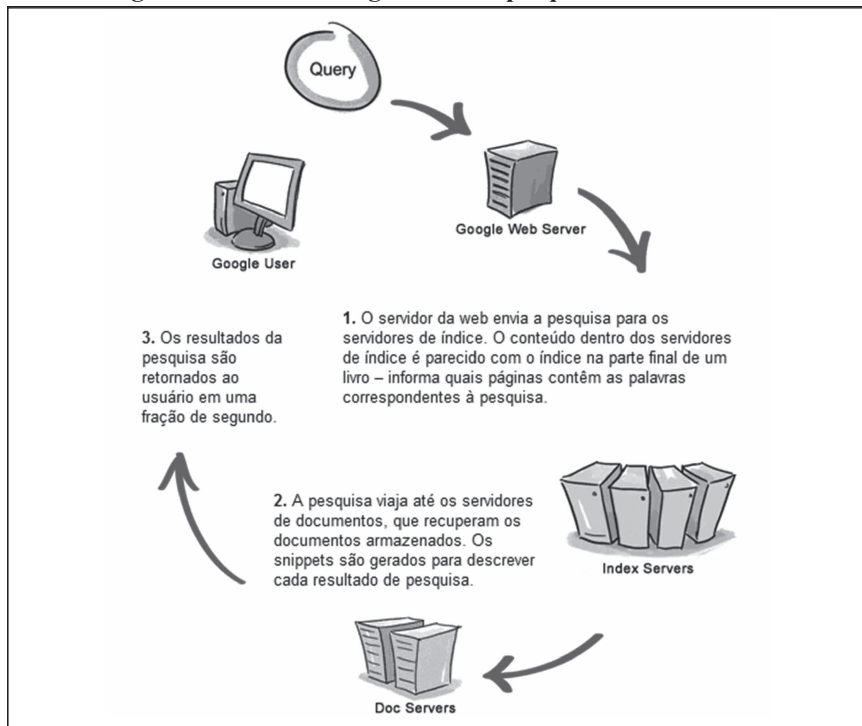 Query
Google Web Server
Google User
1. O servidor da web envia a pesquisa para os
servidores de índice. O conteúdo dentro dos servidores
de índice é parecido com o índice na parte final de um
livro – informa quais páginas contêm as palavras
correspondentes à pesquisa.
3. Os resultados da
pesquisa são
retornados ao
usuário em uma
fração de segundo.
2. A pesquisa viaja até os servidores
de documentos, que recuperam os
documentos armazenados. Os
snippets são gerados para descrever
cada resultado de pesquisa.
Index Servers
Doc Servers